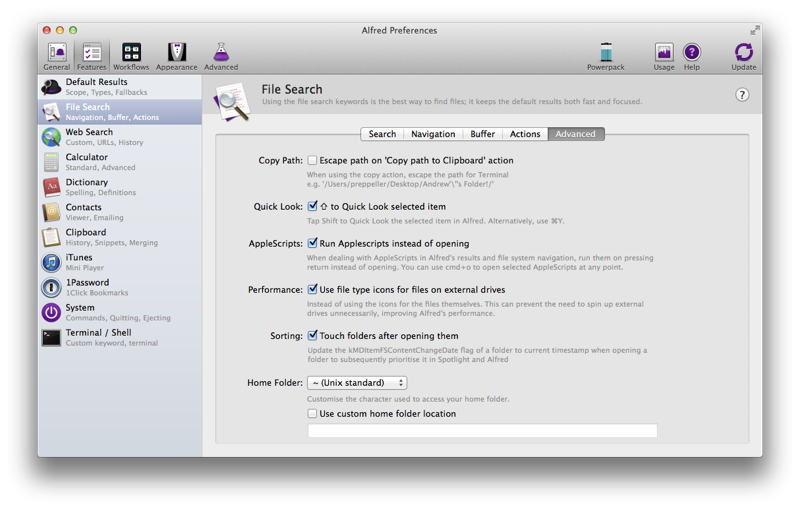 Alfred Preferences
General
Features
Workflows
Appearance
Advanced
Powerpack
Usage
Help
Update
Default Results
Scope, Types, Fallbacks
File Search
Navigation, Buffer, Actions
Web Search
Custom, URLs, History
Calculator
Standard, Advanced
Dictionary
Spelling, Definitions
Contacts
Viewer, Emailing
Clipboard
History, Snippets, Merging
iTunes
Mini Player
1Password
1Click Bookmarks
System
Commands, Quitting, Ejecting
Terminal / Shell
Custom keyword, terminal
File Search
Using the file search keywords is the best way to find files; it keeps the default results both fast and focused.
?
Search
Navigation
Buffer
Actions
Advanced
Copy Path: Escape path on 'Copy path to Clipboard' action
When using the copy action, escape the path for Terminal
e.g. '/Users/preppeller/Desktop/Andrew'\''s Folder!/'
Quick Look: ⇧ to Quick Look selected item
Tap Shift to Quick Look the selected item in Alfred. Alternatively, use ⌘Y.
AppleScripts: Run Applescripts instead of opening
When dealing with AppleScripts in Alfred's results and file system navigation, run them on pressing
return instead of opening. You can use cmd+o to open selected AppleScripts at any point.
Performance: Use file type icons for files on external drives
Instead of using the icons for the files themselves. This can prevent the need to spin up external
drives unnecessarily, improving Alfred's performance.
Sorting: Touch folders after opening them
Update the kMDItemFSContentChangeDate flag of a folder to current timestamp when opening a
folder to subsequently prioritise it in Spotlight and Alfred
Home Folder: ~ (Unix standard)
Customise the character used to access your home folder.
Use custom home folder location